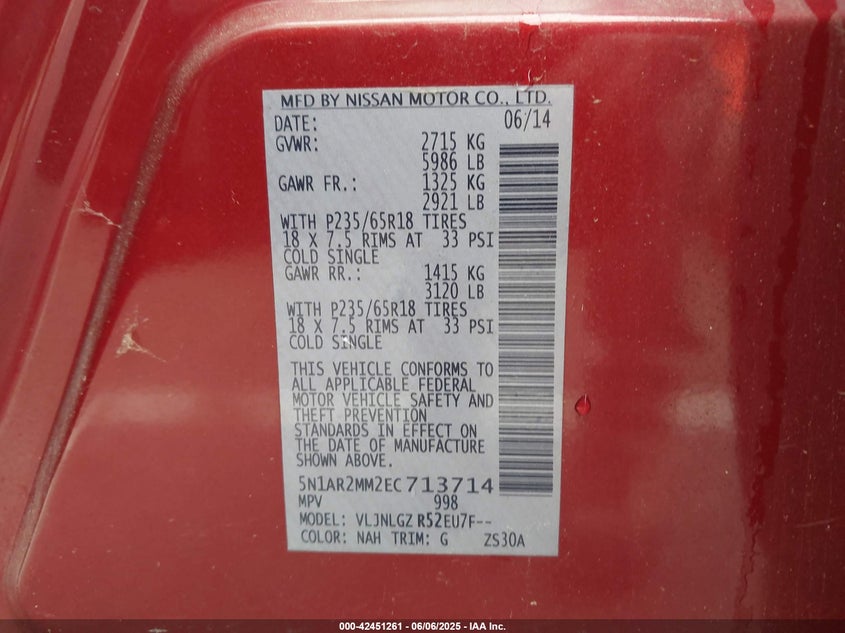 MFD BY NISSAN MOTOR CO., LTD.
DATE: 06/14
GVWR: 2715 KG
5986 LB
GAWR FR.: 1325 KG
2921 LB
WITH P235/65R18 TIRES
18 X 7.5 RIMS AT 33 PSI
COLD SINGLE
GAWR RR.: 1415 KG
3120 LB
WITH P235/65R18 TIRES
18 X 7.5 RIMS AT 33 PSI
COLD SINGLE
THIS VEHICLE CONFORMS TO
ALL APPLICABLE FEDERAL
MOTOR VEHICLE SAFETY AND
THEFT PREVENTION
STANDARDS IN EFFECT ON
THE DATE OF MANUFACTURE
SHOWN ABOVE.
5N1AR2MM2EC713714
MPV 998
MODEL: VLJNLGZ R52EU7F--
COLOR: NAH TRIM: G ZS30A
000-42451261 - 06/06/2025 - IAA Inc.